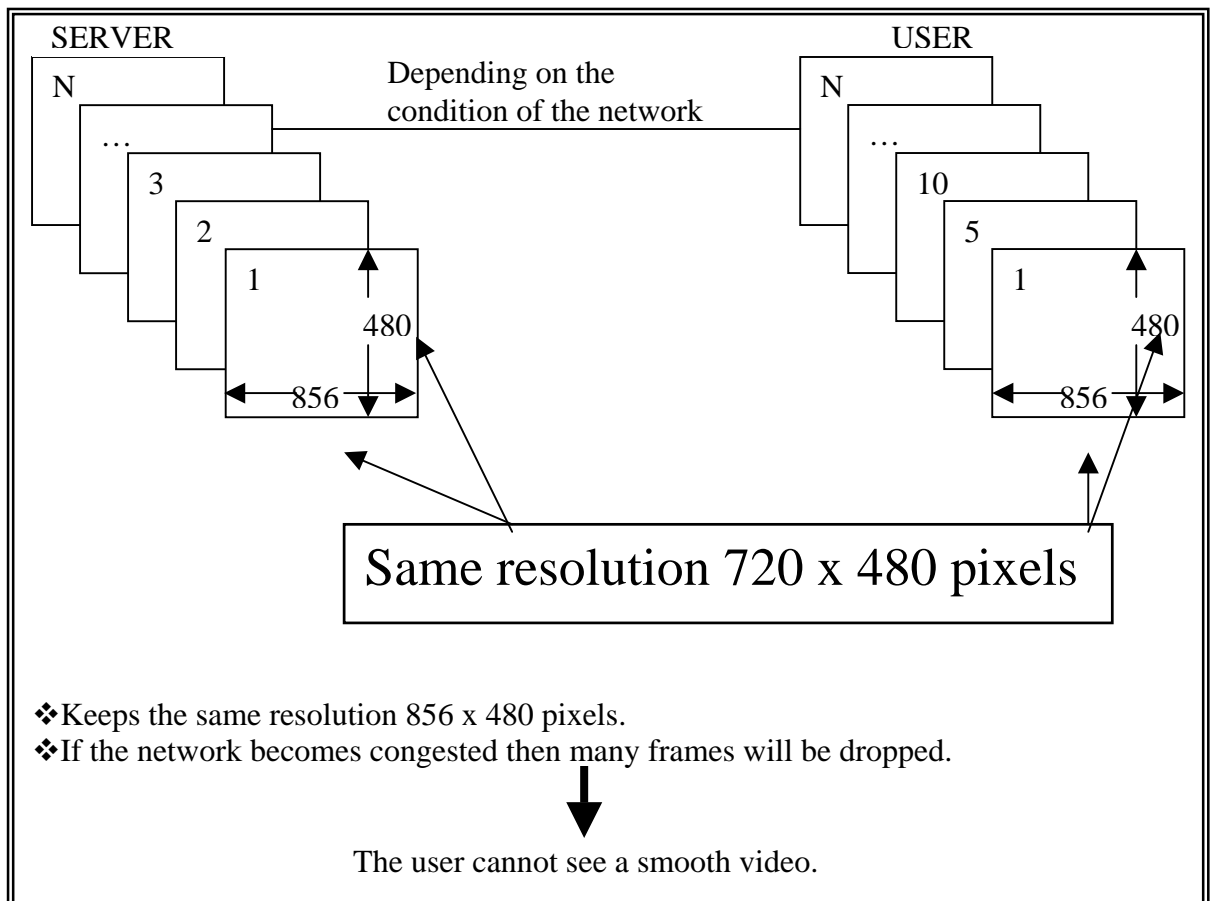 SERVER
USER
Depending on the
condition of the network
N
…
3
2
1
480
856
N
…
10
5
1
480
856
Same resolution 720 x 480 pixels
❖Keeps the same resolution 856 x 480 pixels.
❖If the network becomes congested then many frames will be dropped.
The user cannot see a smooth video.